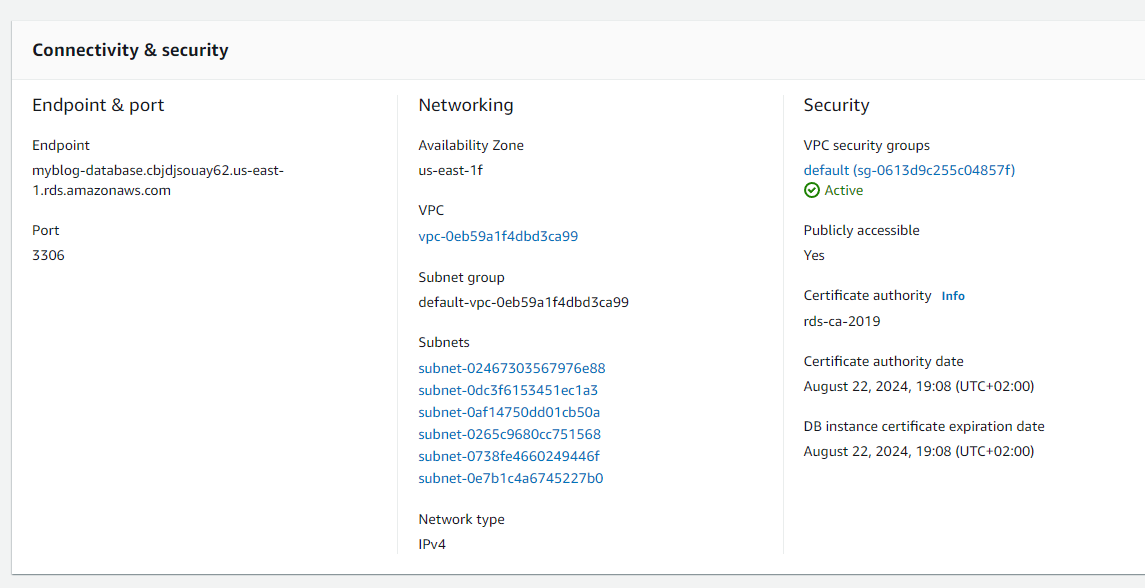 Connectivity & security
Endpoint & port
Endpoint
myblog-database.cbjdjsouay62.us-east-
1.rds.amazonaws.com
Port
3306
Networking
Availability Zone
us-east-1f
VPC
vpc-0eb59a1f4dbd3ca99
Subnet group
default-vpc-0eb59a1f4dbd3ca99
Subnets
subnet-02467303567976e88
subnet-0dc3f6153451ec1a3
subnet-0af14750dd01cb50a
subnet-0265c9680cc751568
subnet-0738fe4660249446f
subnet-0e7b1c4a6745227b0
Network type
IPv4
Security
VPC security groups
default (sg-0613d9c255c04857f)
Active
Publicly accessible
Yes
Certificate authority Info
rds-ca-2019
Certificate authority date
August 22, 2024, 19:08 (UTC+02:00)
DB instance certificate expiration date
August 22, 2024, 19:08 (UTC+02:00)